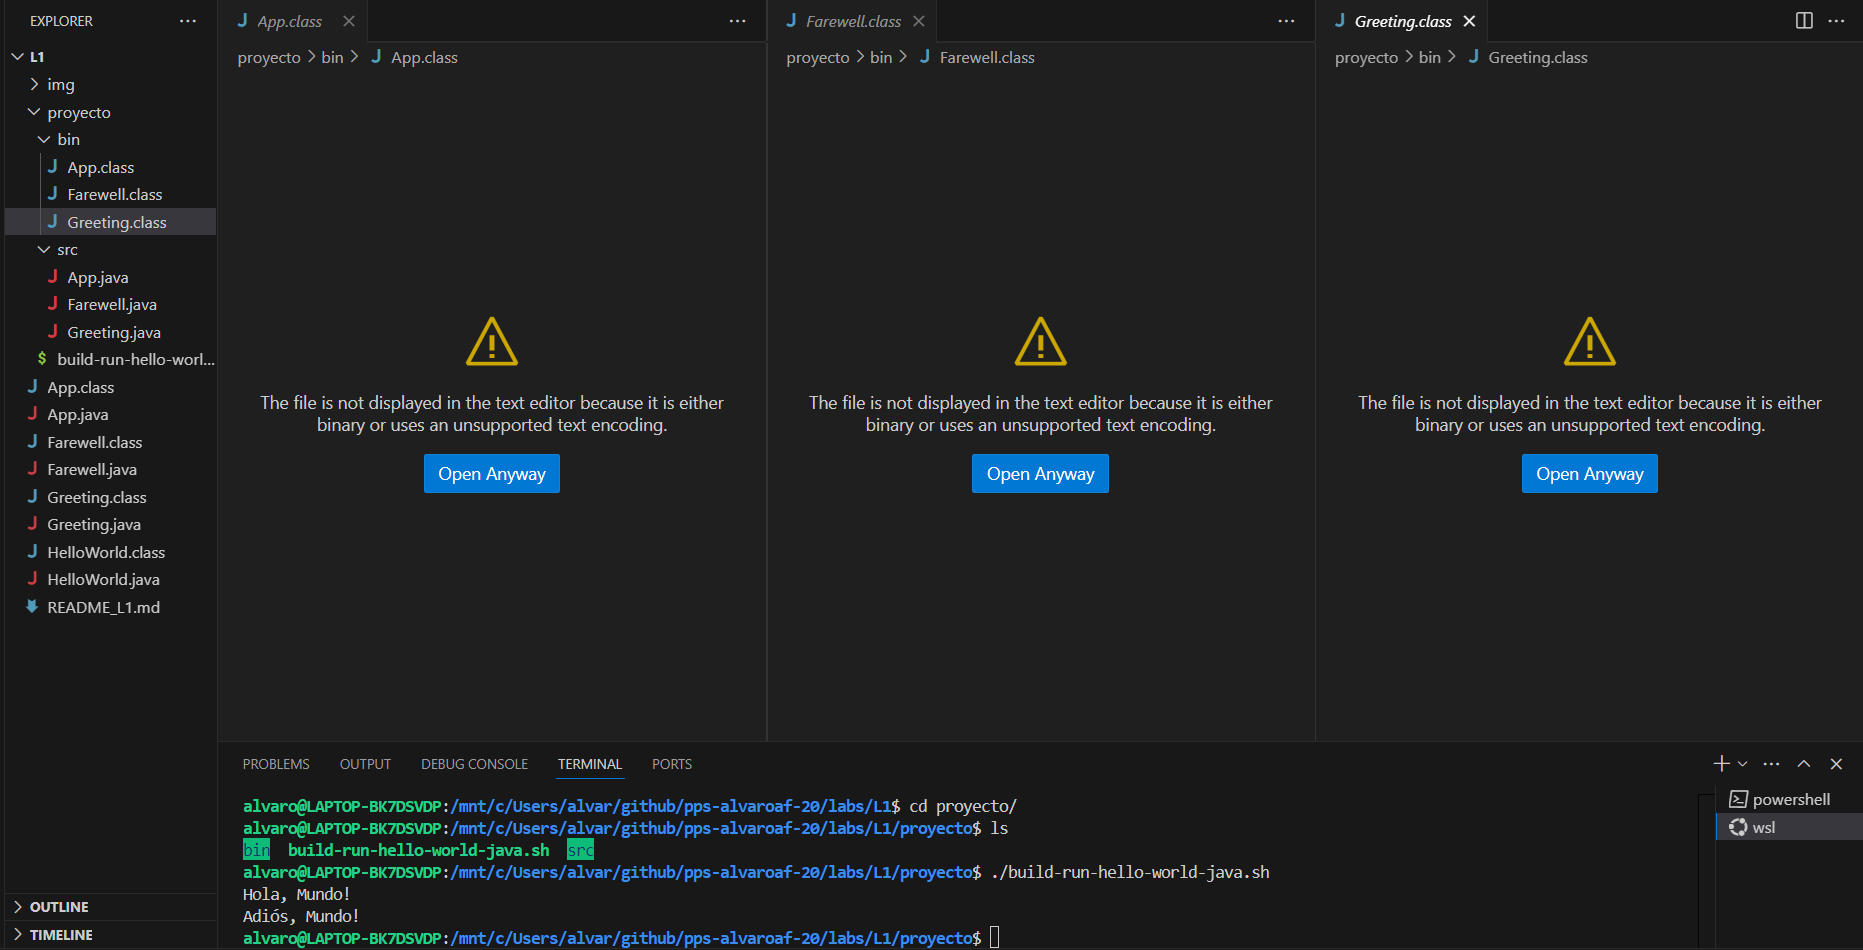 EXPLORER
L1
img
proyecto
bin
App.class
Farewell.class
Greeting.class
src
App.java
Farewell.java
Greeting.java
build-run-hello-worl...
App.class
App.java
Farewell.class
Farewell.java
Greeting.class
Greeting.java
HelloWorld.class
HelloWorld.java
README_L1.md
OUTLINE
TIMELINE
App.class
proyecto > bin > App.class
The file is not displayed in the text editor because it is either
binary or uses an unsupported text encoding.
Open Anyway
Farewell.class
proyecto > bin > Farewell.class
The file is not displayed in the text editor because it is either
binary or uses an unsupported text encoding.
Open Anyway
Greeting.class
proyecto > bin > Greeting.class
The file is not displayed in the text editor because it is either
binary or uses an unsupported text encoding.
Open Anyway
PROBLEMS OUTPUT DEBUG CONSOLE TERMINAL PORTS
alvaro@LAPTOP-BK7DSVDP:/mnt/c/Users/alvar/github/pps-alvaroaf-20/labs/L1$ cd proyecto/
alvaro@LAPTOP-BK7DSVDP:/mnt/c/Users/alvar/github/pps-alvaroaf-20/labs/L1/proyecto$ ls
bin build-run-hello-world-java.sh src
alvaro@LAPTOP-BK7DSVDP:/mnt/c/Users/alvar/github/pps-alvaroaf-20/labs/L1/proyecto$ ./build-run-hello-world-java.sh
Hola, Mundo!
Adiós, Mundo!
alvaro@LAPTOP-BK7DSVDP:/mnt/c/Users/alvar/github/pps-alvaroaf-20/labs/L1/proyecto$
powershell
wsl